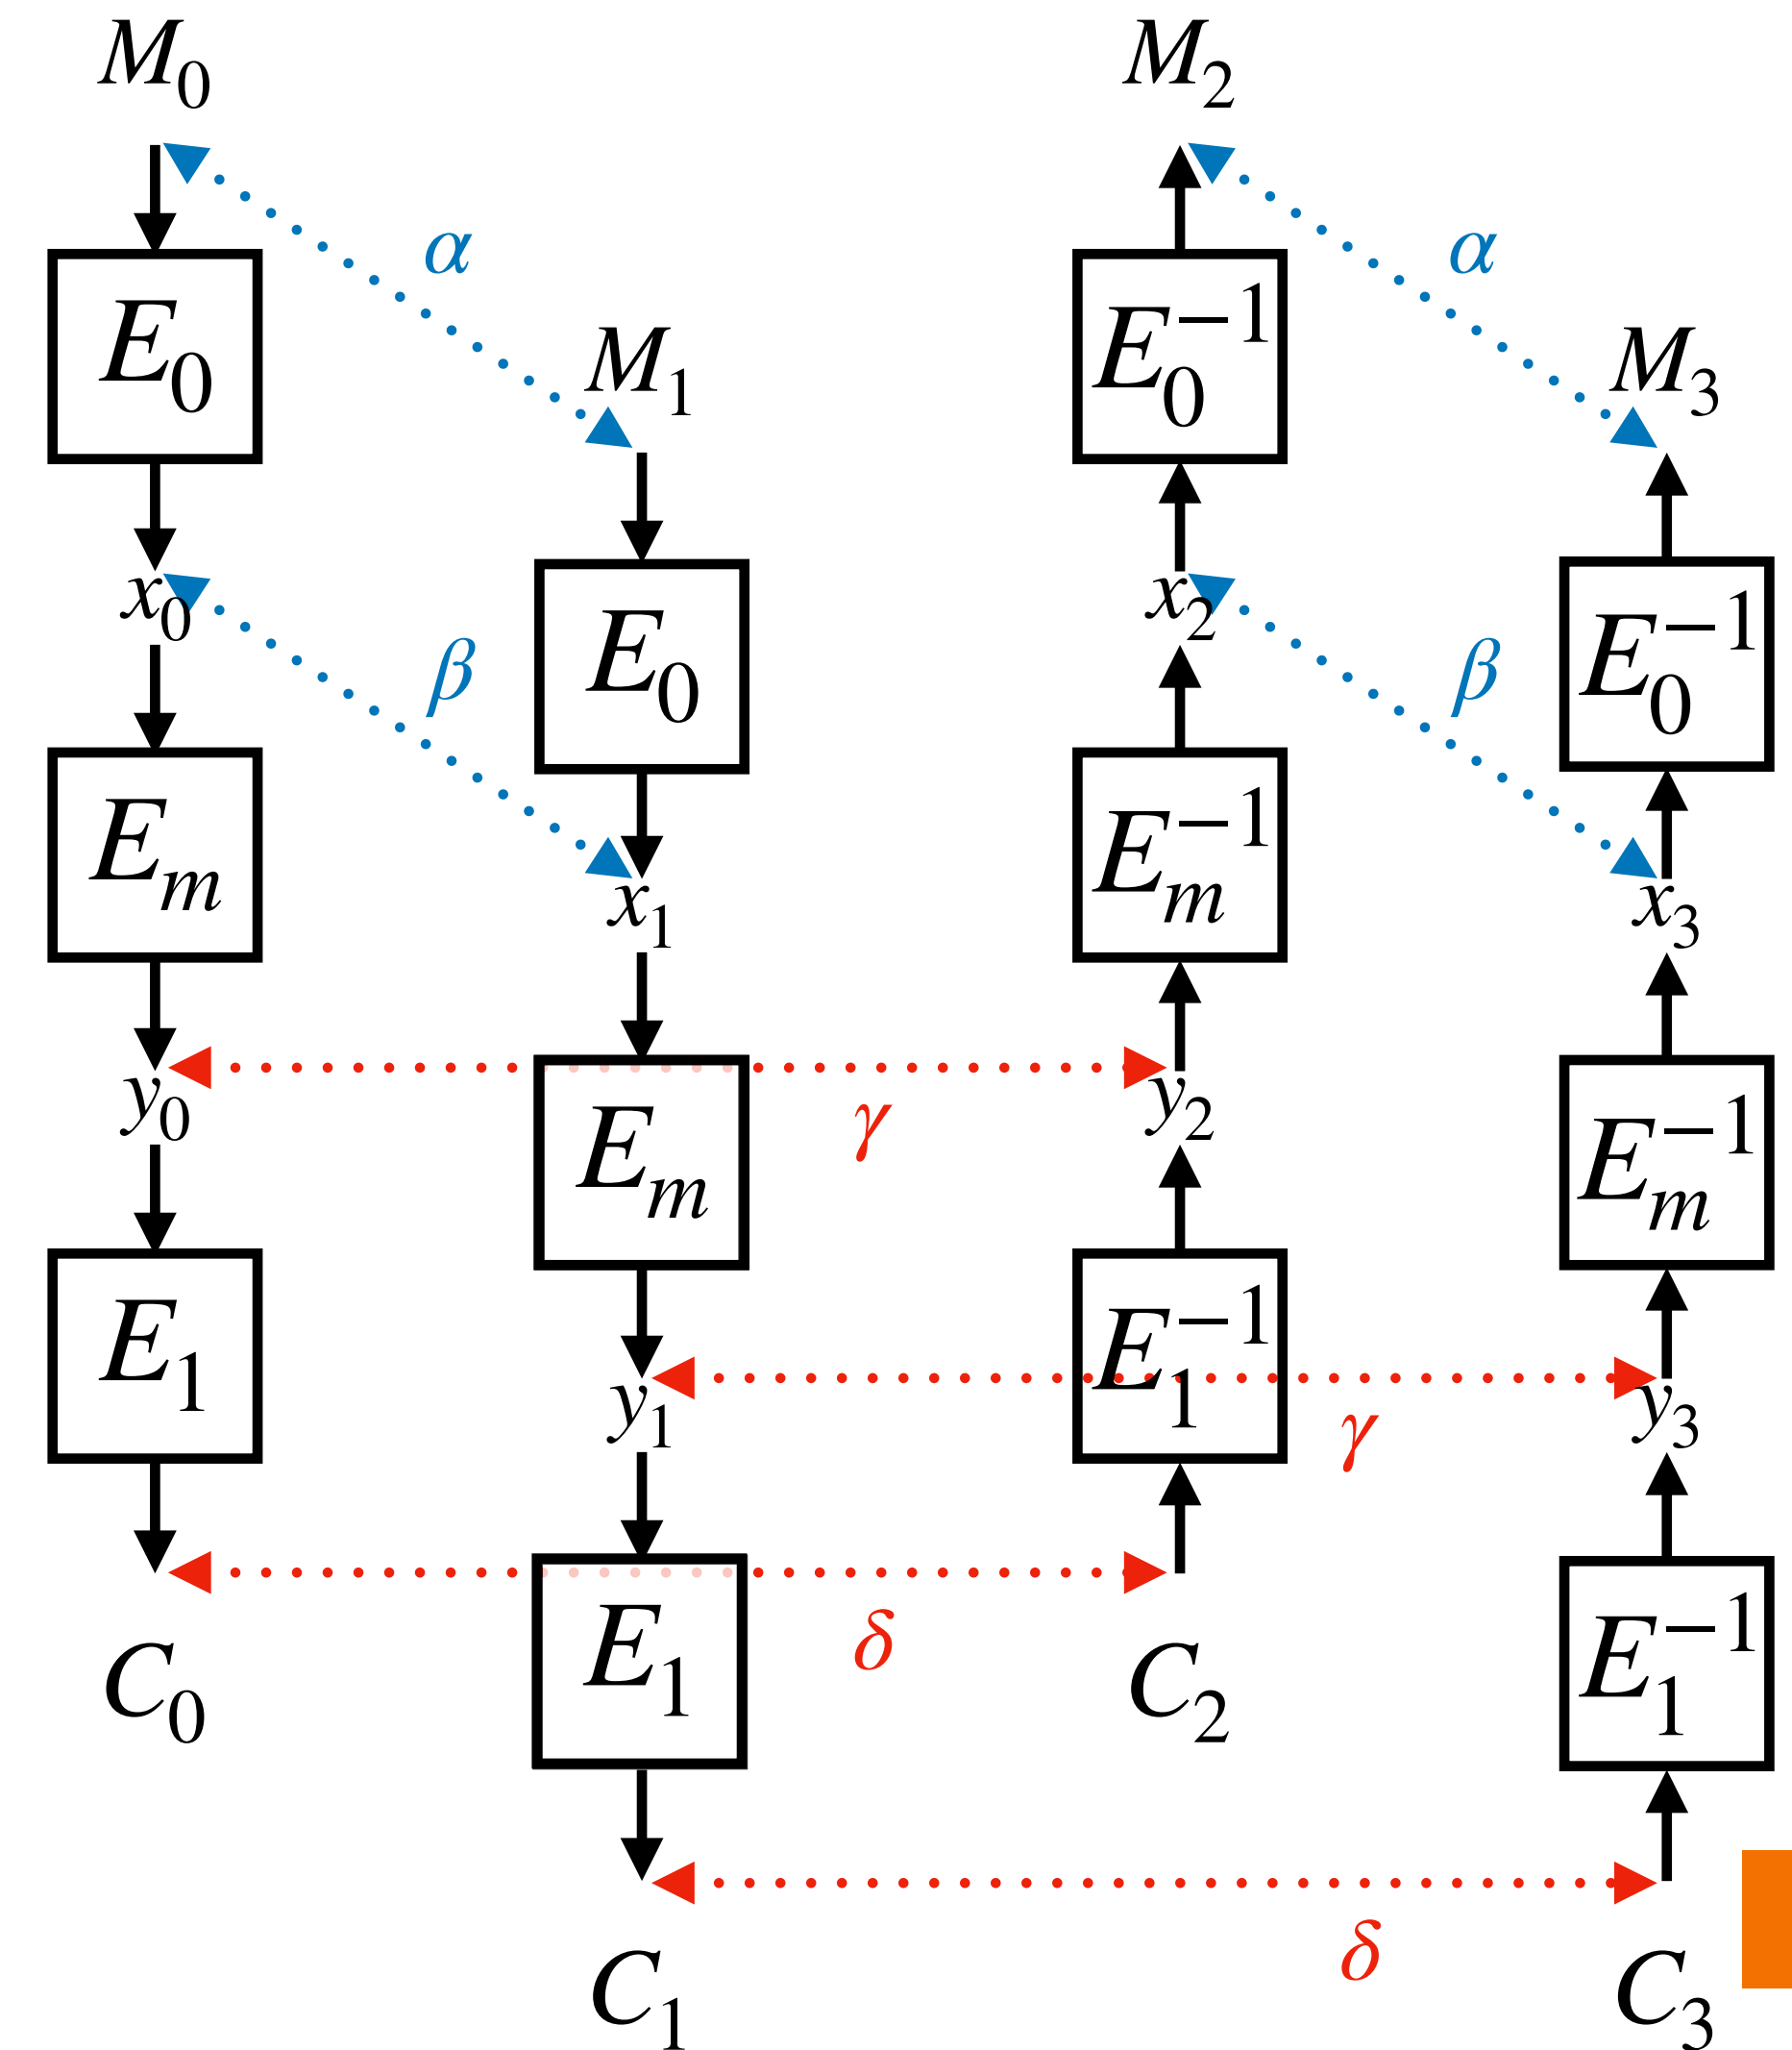 M₀ M₂
α α
E₀ E₀⁻¹
M₁ M₃
x₀ x₂
β β
E₀ E₀⁻¹
Eₘ Eₘ⁻¹
x₁ x₃
y₀ y₂
γ
Eₘ Eₘ⁻¹
E₁ E₁⁻¹
y₁ y₃
γ
C₀ C₂
δ
E₁ E₁⁻¹
δ
C₁ C₃